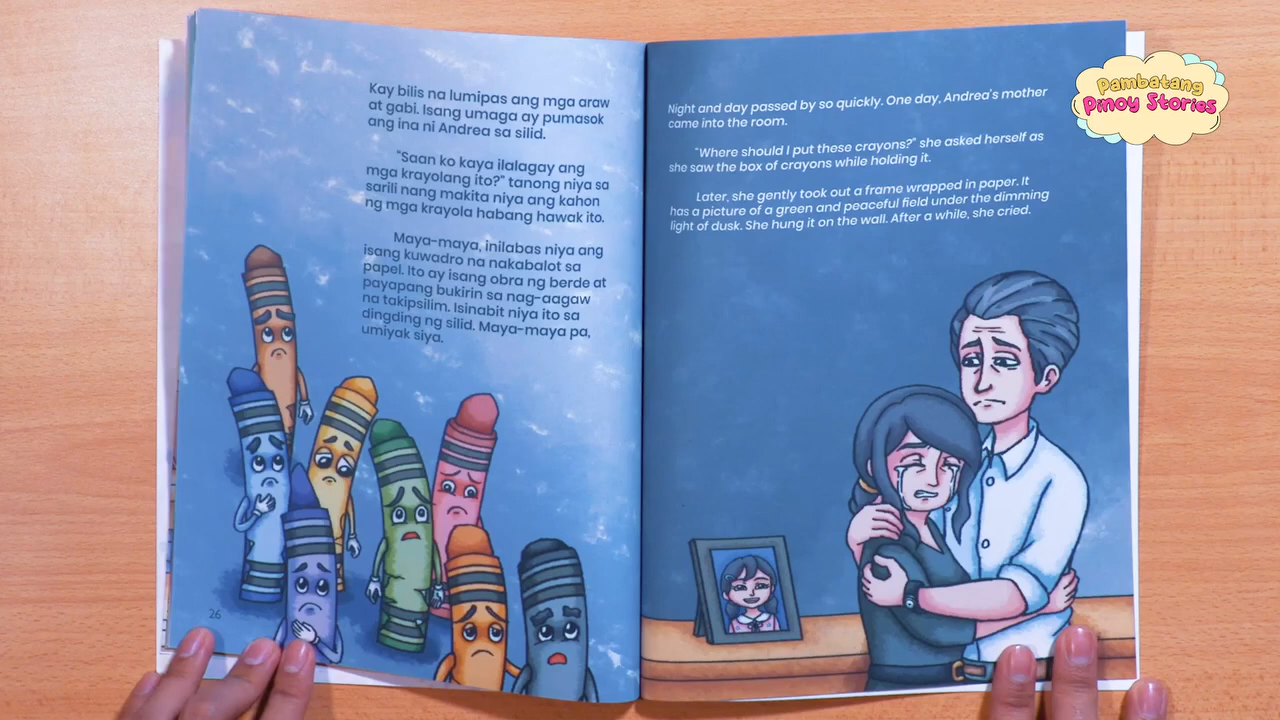 Kay bilis na lumipas ang mga araw
at gabi. Isang umaga ay pumasok
ang ina ni Andrea sa silid.
"Saan ko kaya ilalagay ang
mga krayolang ito?" tanong niya sa
sarili nang makita niya ang kahon
ng mga krayola habang hawak ito.
Maya-maya, inilabas niya ang
isang kuwadro na nakabalot sa
papel. Ito ay isang obra ng berde at
payapang bukirin sa nag-aagaw
na takipsilim. Isinabit niya ito sa
dingding ng silid. Maya-maya pa,
umiyak siya.
26
Night and day passed by so quickly. One day, Andrea's mother
came into the room.
"Where should I put these crayons?" she asked herself as
she saw the box of crayons while holding it.
Later, she gently took out a frame wrapped in paper. It
has a picture of a green and peaceful field under the dimming
light of dusk. She hung it on the wall. After a while, she cried.
Pambatang
Pinoy Stories